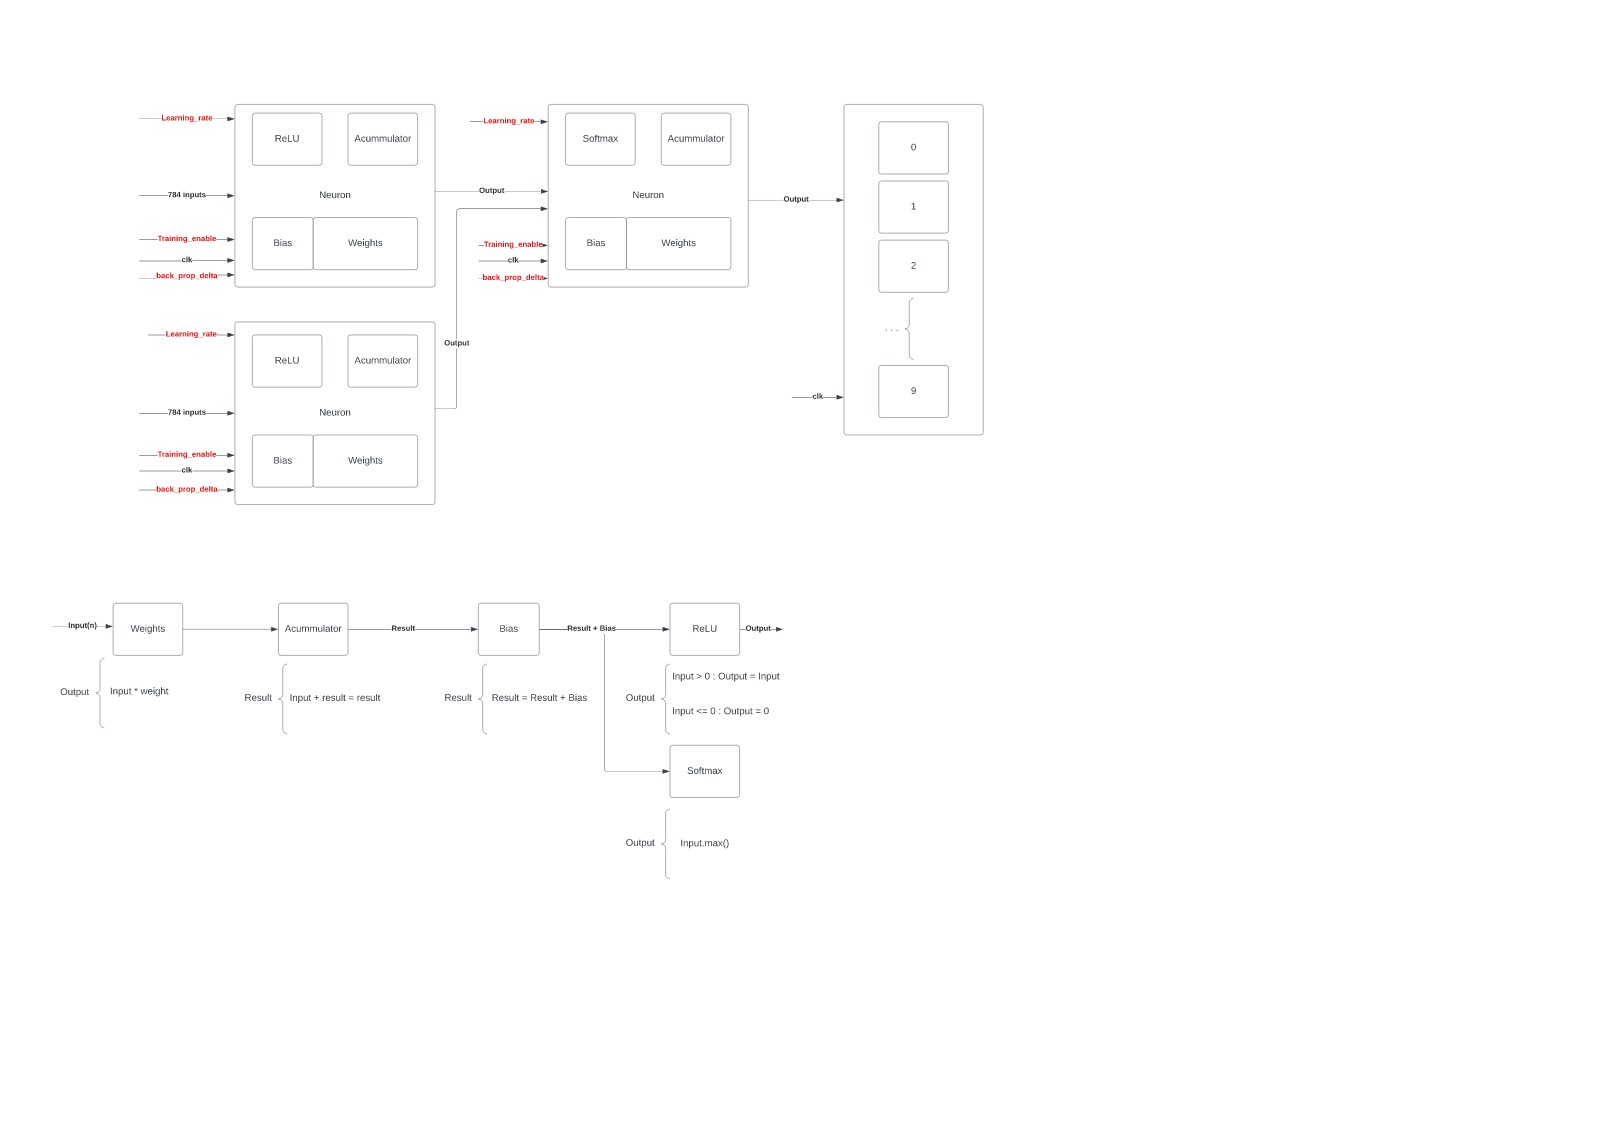 Learning_rate
ReLU
Acummulator
784 inputs
Neuron
Training_enable
Bias
Weights
clk
back_prop_delta
Output
Learning_rate
Softmax
Acummulator
Neuron
Training_enable
Bias
Weights
clk
back_prop_delta
Output
0
1
2
. . .
9
clk
Learning_rate
ReLU
Acummulator
Output
784 inputs
Neuron
Training_enable
Bias
Weights
clk
back_prop_delta
Input(n)
Weights
Acummulator
Result
Bias
Result + Bias
ReLU
Output
Output
Input * weight
Result
Input + result = result
Result
Result = Result + Bias
Output
Input > 0 : Output = Input
Input <= 0 : Output = 0
Softmax
Output
Input.max()